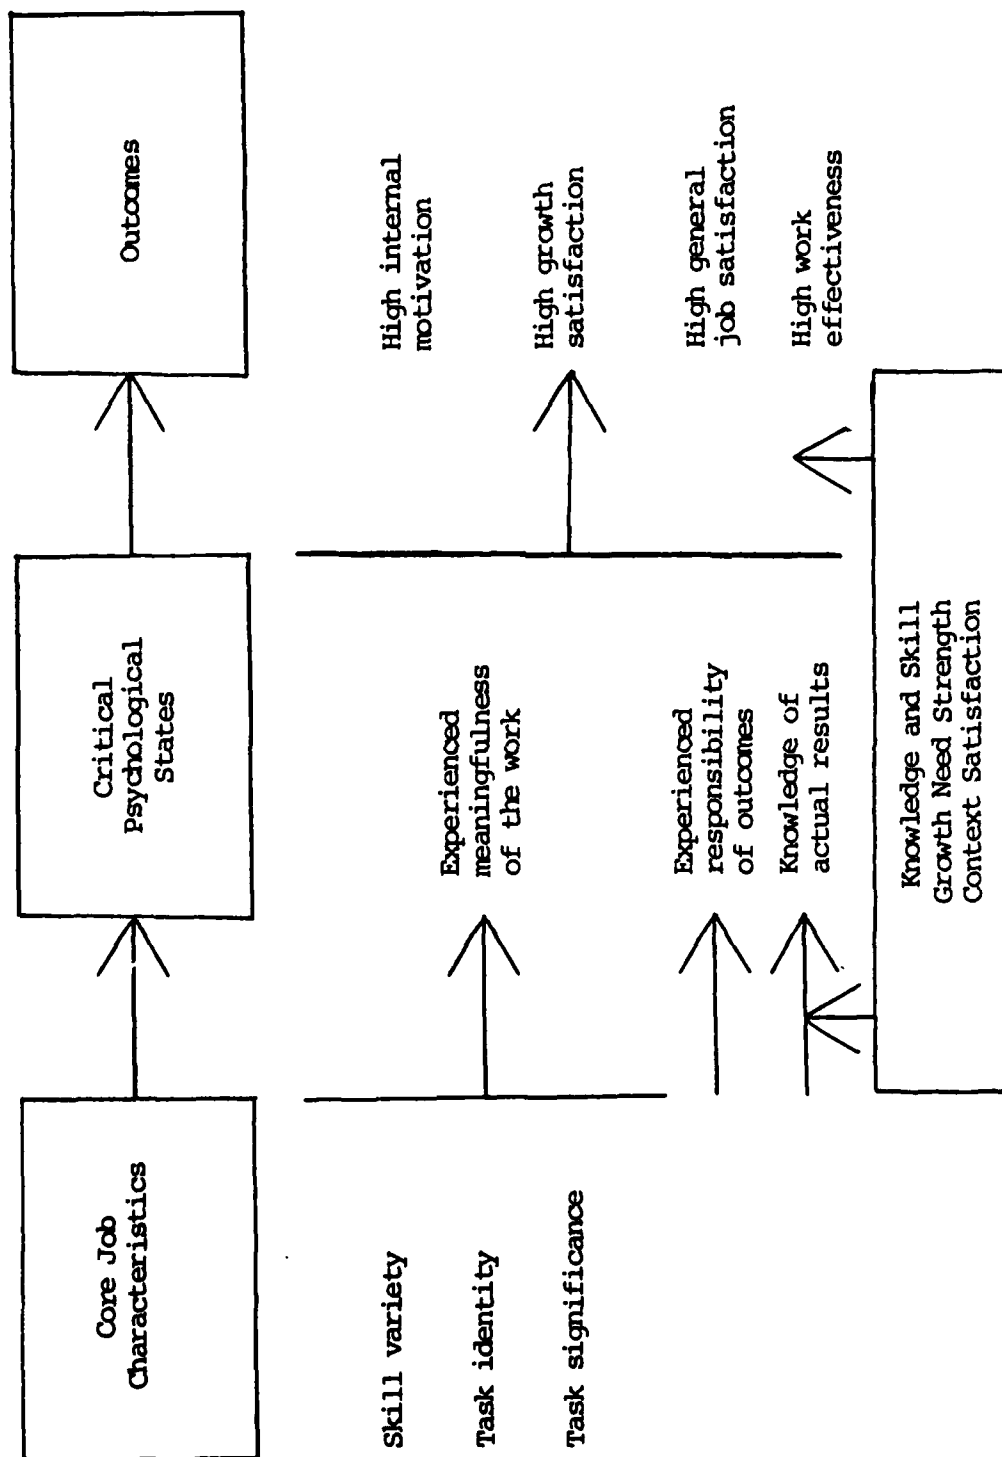 Core Job
Characteristics
Critical
Psychological
States
Outcomes
Skill variety
Task identity
Task significance
Experienced
meaningfulness
of the work
Experienced
responsibility
of outcomes
Knowledge of
actual results
High internal
motivation
High growth
satisfaction
High general
job satisfaction
High work
effectiveness
Knowledge and Skill
Growth Need Strength
Context Satisfaction